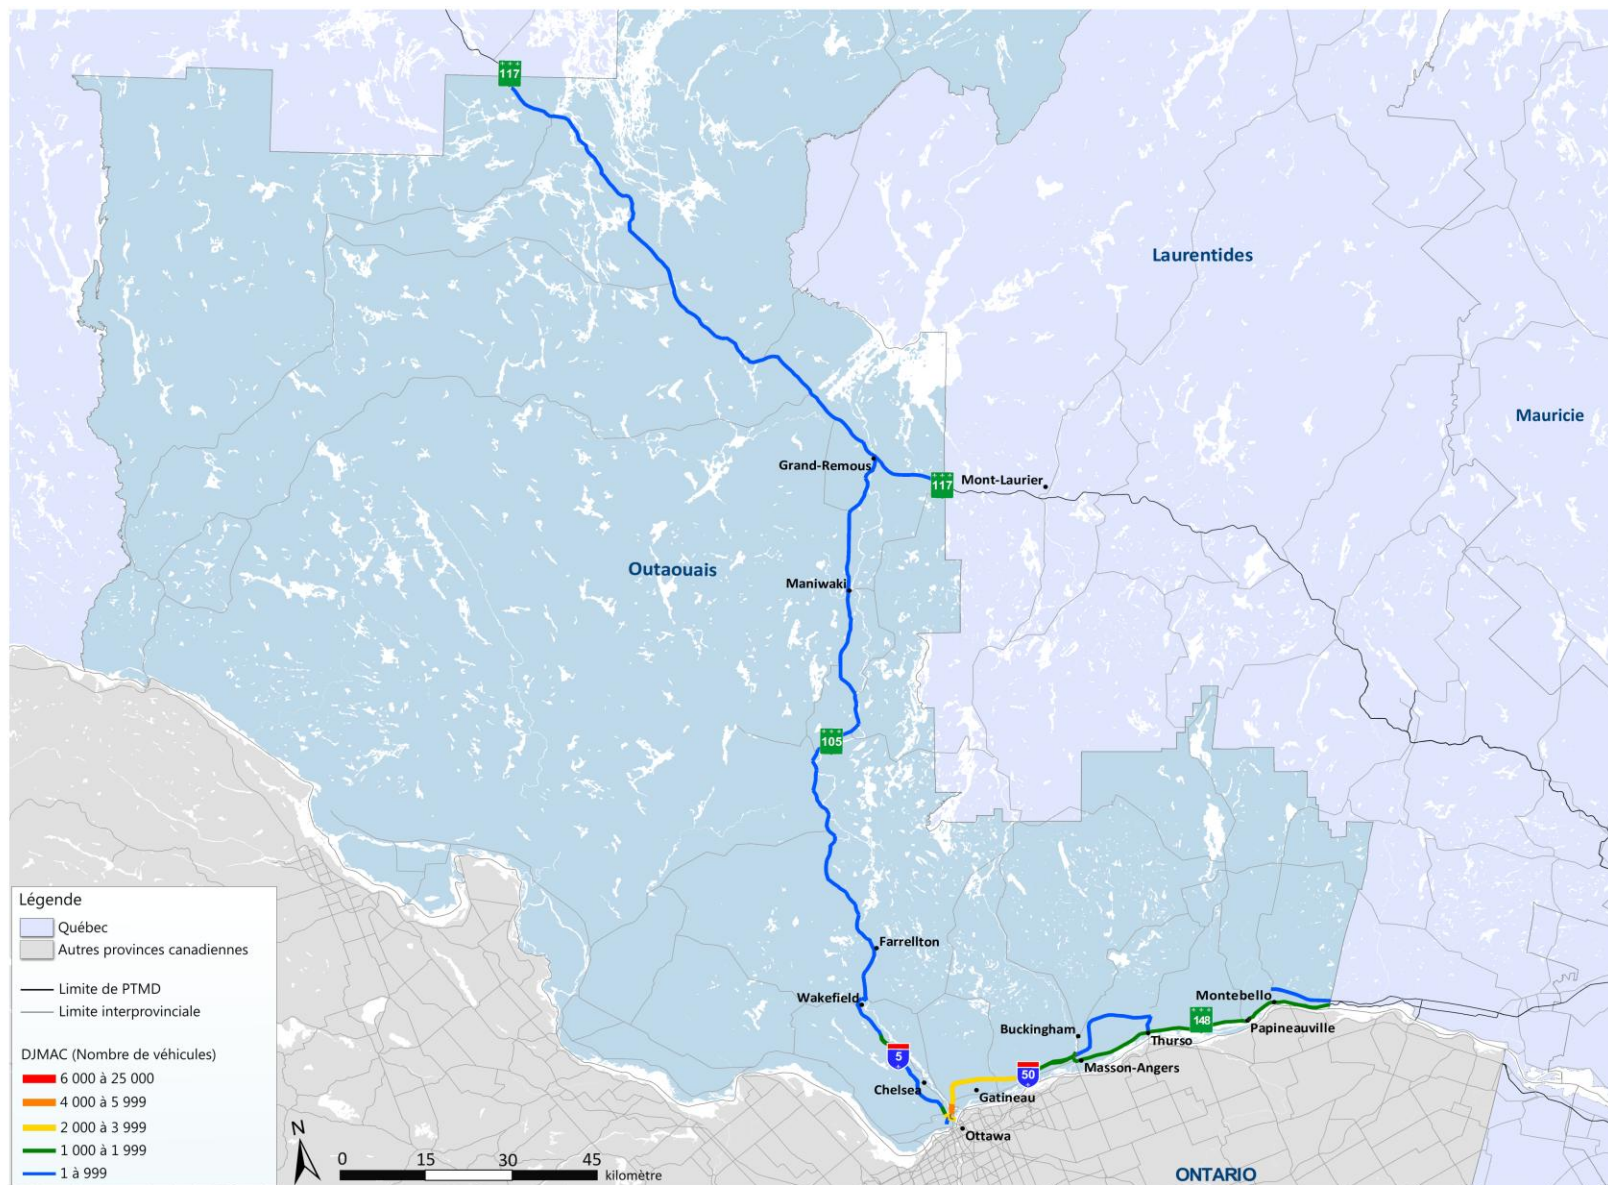 117
Laurentides
Mauricie
Grand-Remous
117
Mont-Laurier
Outaouais
Maniwaki
105
Farrellton
Wakefield
Montebello
148
Buckingham
Papineauville
Thurso
5
50
Masson-Angers
Chelsea
Gatineau
Ottawa
ONTARIO
Légende
Québec
Autres provinces canadiennes
Limite de PTMD
Limite interprovinciale
DJMAC (Nombre de véhicules)
6 000 à 25 000
4 000 à 5 999
2 000 à 3 999
1 000 à 1 999
1 à 999
N
0 15 30 45
kilomètre